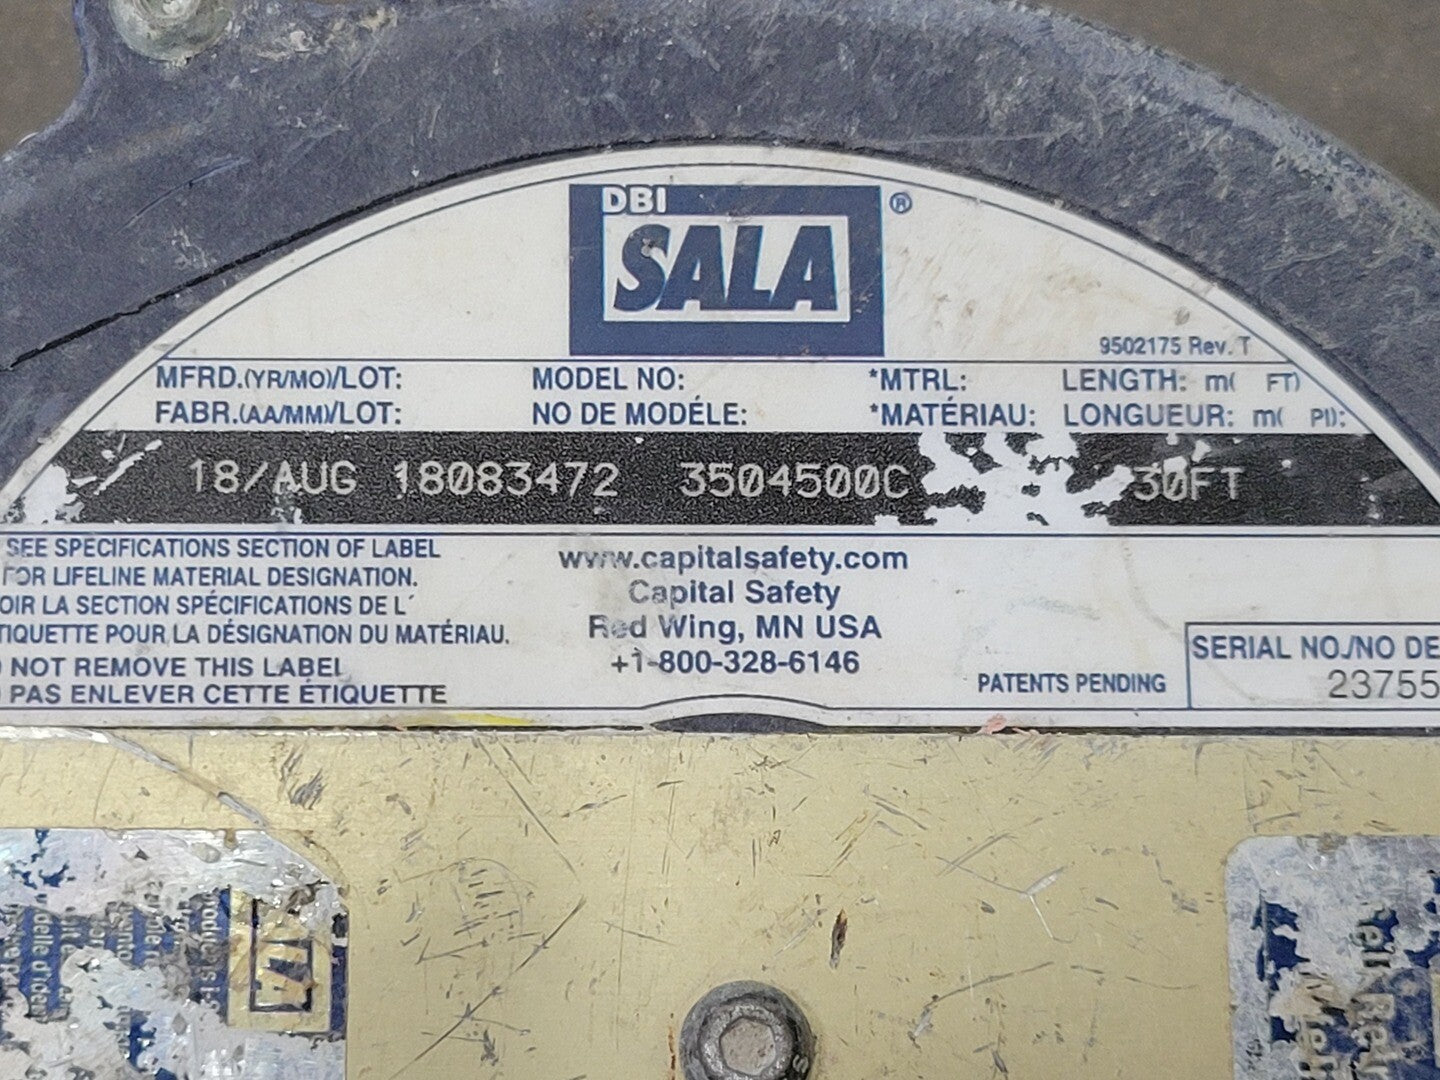 DBI
SALA®
9502175 Rev. T
MFRD.(YR/MO)/LOT: MODEL NO: *MTRL: LENGTH: m( FT)
FABR.(AA/MM)/LOT: NO DE MODÉLE: *MATÉRIAU: LONGUEUR: m( PI):
18/AUG 18083472 3504500C 30FT
SEE SPECIFICATIONS SECTION OF LABEL
FOR LIFELINE MATERIAL DESIGNATION.
OIR LA SECTION SPÉCIFICATIONS DE L´
TIQUETTE POUR LA DÉSIGNATION DU MATÉRIAU.
NOT REMOVE THIS LABEL
PAS ENLEVER CETTE ÉTIQUETTE
www.capitalsafety.com
Capital Safety
Red Wing, MN USA
+1-800-328-6146
PATENTS PENDING
SERIAL NO./NO DE
23755